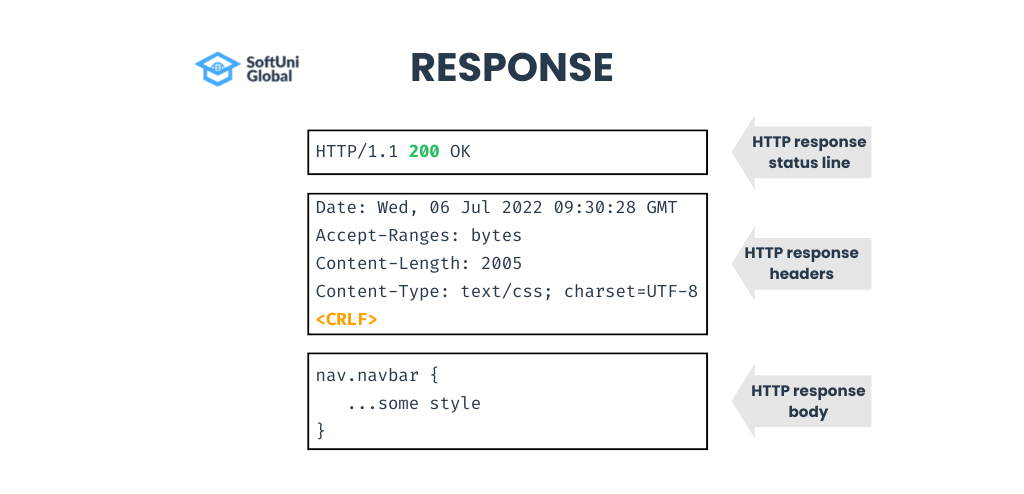 SoftUni
Global
RESPONSE
HTTP/1.1 200 OK
HTTP response
status line
Date: Wed, 06 Jul 2022 09:30:28 GMT
Accept-Ranges: bytes
Content-Length: 2005
Content-Type: text/css; charset=UTF-8
<CRLF>
HTTP response
headers
nav.navbar {
   ...some style
}
HTTP response
body